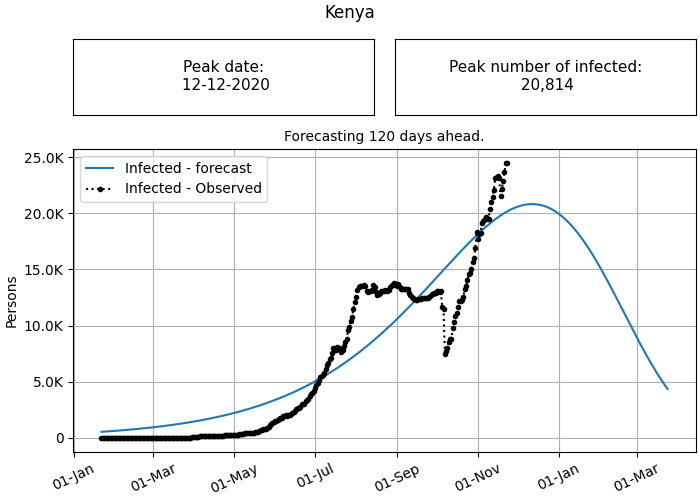 Kenya
Peak date:
12-12-2020
Peak number of infected:
20,814
Forecasting 120 days ahead.
25.0K
20.0K
15.0K
10.0K
5.0K
0
Persons
Infected - forecast
Infected - Observed
01-Jan
01-Mar
01-May
01-Jul
01-Sep
01-Nov
01-Jan
01-Mar